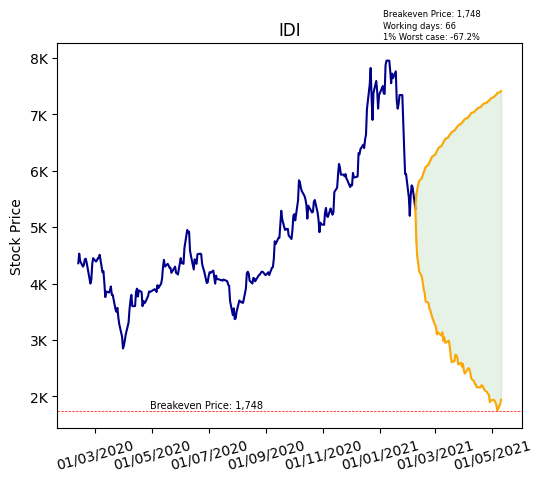 Breakeven Price: 1,748
Working days: 66
1% Worst case: -67.2%
IDI
Stock Price
8K
7K
6K
5K
4K
3K
2K
Breakeven Price: 1,748
01/03/2020 01/05/2020 01/07/2020 01/09/2020 01/11/2020 01/01/2021 01/03/2021 01/05/2021